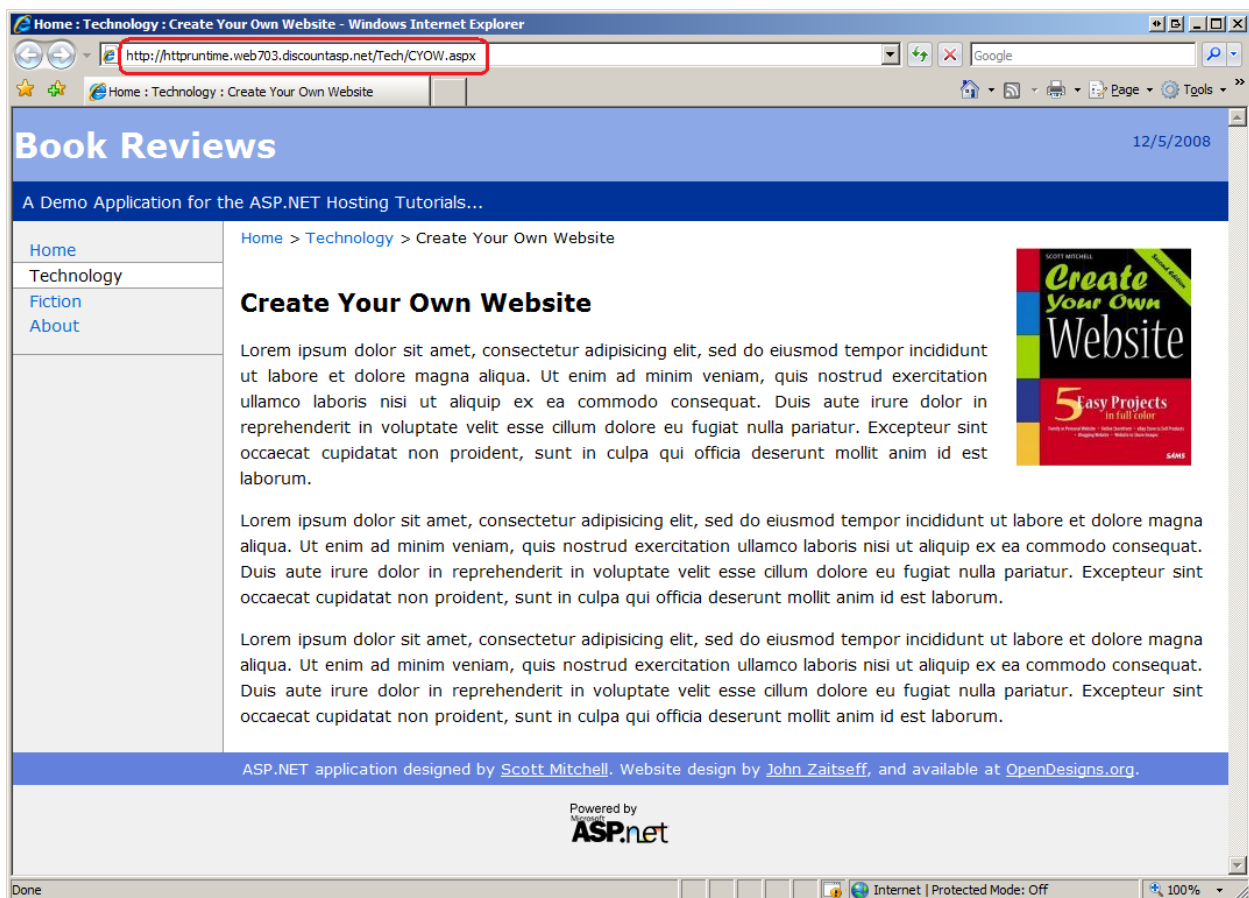 Home : Technology : Create Your Own Website - Windows Internet Explorer
http://httpruntime.web703.discountasp.net/Tech/CYOW.aspx
Google
Home : Technology : Create Your Own Website
Page
Tools
Book Reviews
12/5/2008
A Demo Application for the ASP.NET Hosting Tutorials...
Home
Technology
Fiction
About
Home > Technology > Create Your Own Website
Create Your Own Website
Lorem ipsum dolor sit amet, consectetur adipisicing elit, sed do eiusmod tempor incididunt
ut labore et dolore magna aliqua. Ut enim ad minim veniam, quis nostrud exercitation
ullamco laboris nisi ut aliquip ex ea commodo consequat. Duis aute irure dolor in
reprehenderit in voluptate velit esse cillum dolore eu fugiat nulla pariatur. Excepteur sint
occaecat cupidatat non proident, sunt in culpa qui officia deserunt mollit anim id est
laborum.
SCOTT MITCHELL
Second Edition
Create
Your Own
Website
5 Easy Projects
in full color
SAMS
Lorem ipsum dolor sit amet, consectetur adipisicing elit, sed do eiusmod tempor incididunt ut labore et dolore magna
aliqua. Ut enim ad minim veniam, quis nostrud exercitation ullamco laboris nisi ut aliquip ex ea commodo consequat.
Duis aute irure dolor in reprehenderit in voluptate velit esse cillum dolore eu fugiat nulla pariatur. Excepteur sint
occaecat cupidatat non proident, sunt in culpa qui officia deserunt mollit anim id est laborum.
Lorem ipsum dolor sit amet, consectetur adipisicing elit, sed do eiusmod tempor incididunt ut labore et dolore magna
aliqua. Ut enim ad minim veniam, quis nostrud exercitation ullamco laboris nisi ut aliquip ex ea commodo consequat.
Duis aute irure dolor in reprehenderit in voluptate velit esse cillum dolore eu fugiat nulla pariatur. Excepteur sint
occaecat cupidatat non proident, sunt in culpa qui officia deserunt mollit anim id est laborum.
ASP.NET application designed by Scott Mitchell. Website design by John Zaitseff, and available at OpenDesigns.org.
Powered by
Microsoft
ASP.net
Done
Internet | Protected Mode: Off
100%